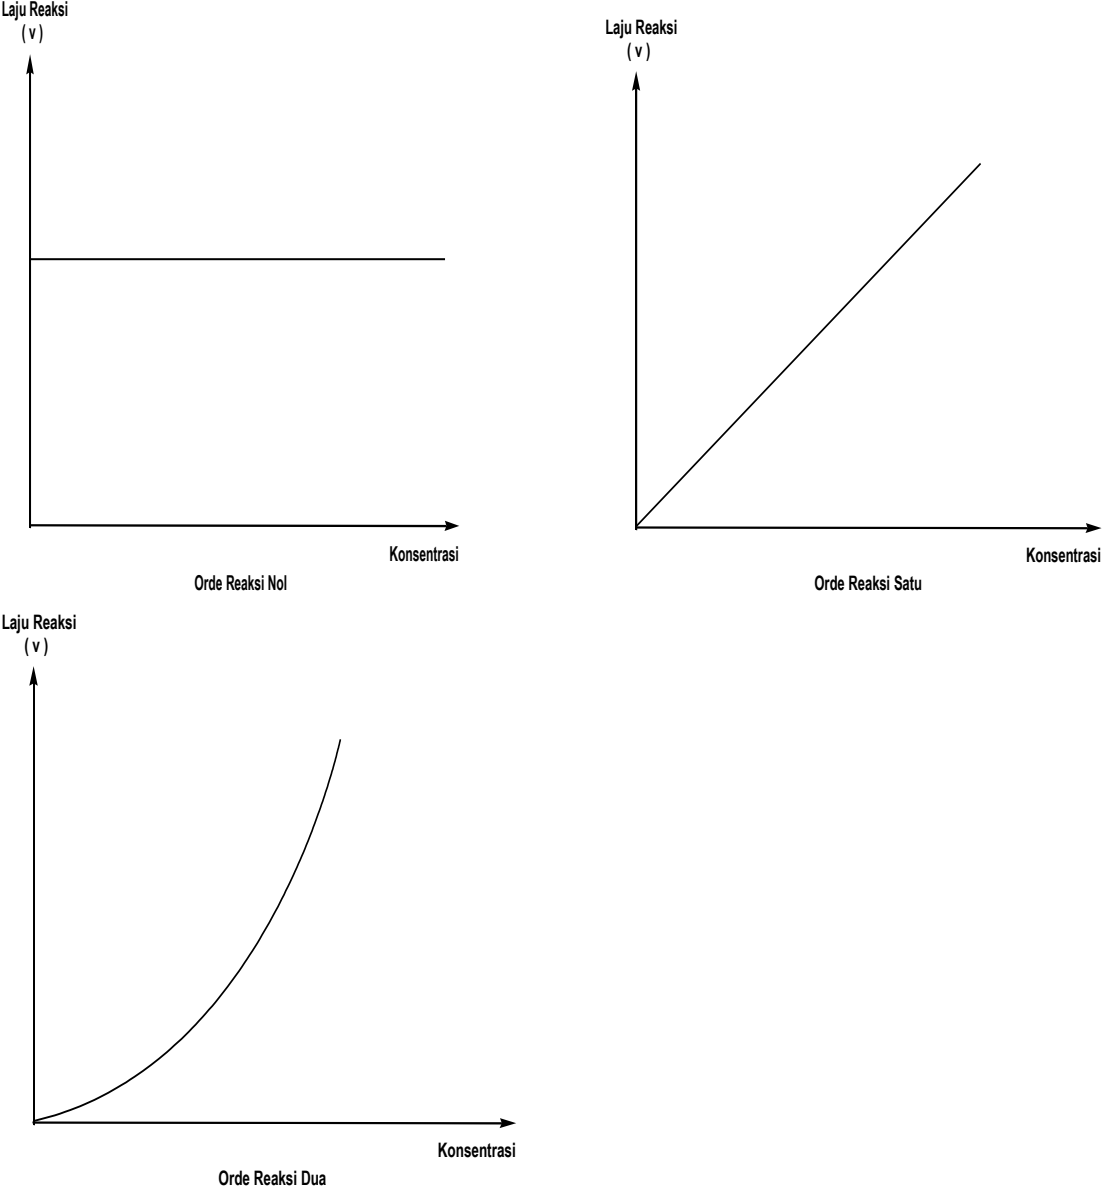 Laju Reaksi
( v )
Konsentrasi
Orde Reaksi Nol
Laju Reaksi
( v )
Konsentrasi
Orde Reaksi Satu
Laju Reaksi
( v )
Konsentrasi
Orde Reaksi Dua